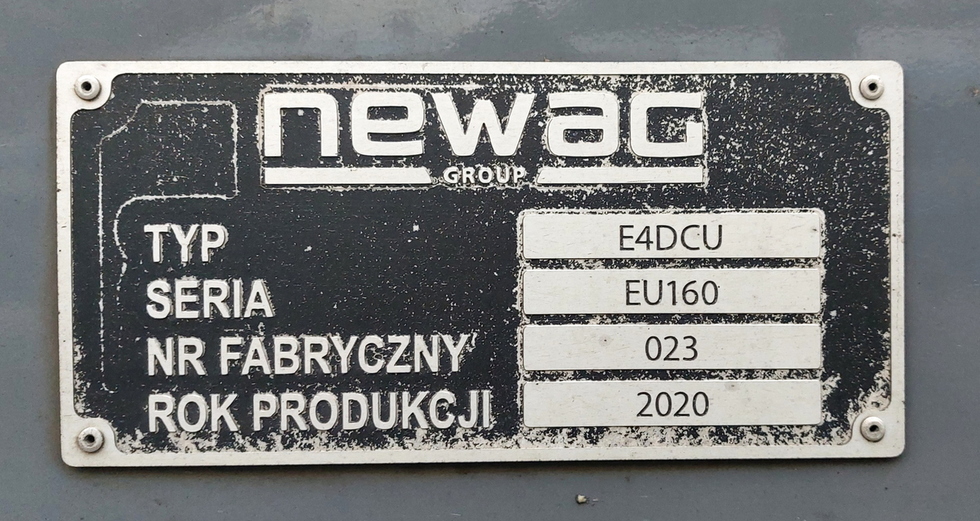 newag
GROUP
TYP E4DCU
SERIA EU160
NR FABRYCZNY 023
ROK PRODUKCJI 2020